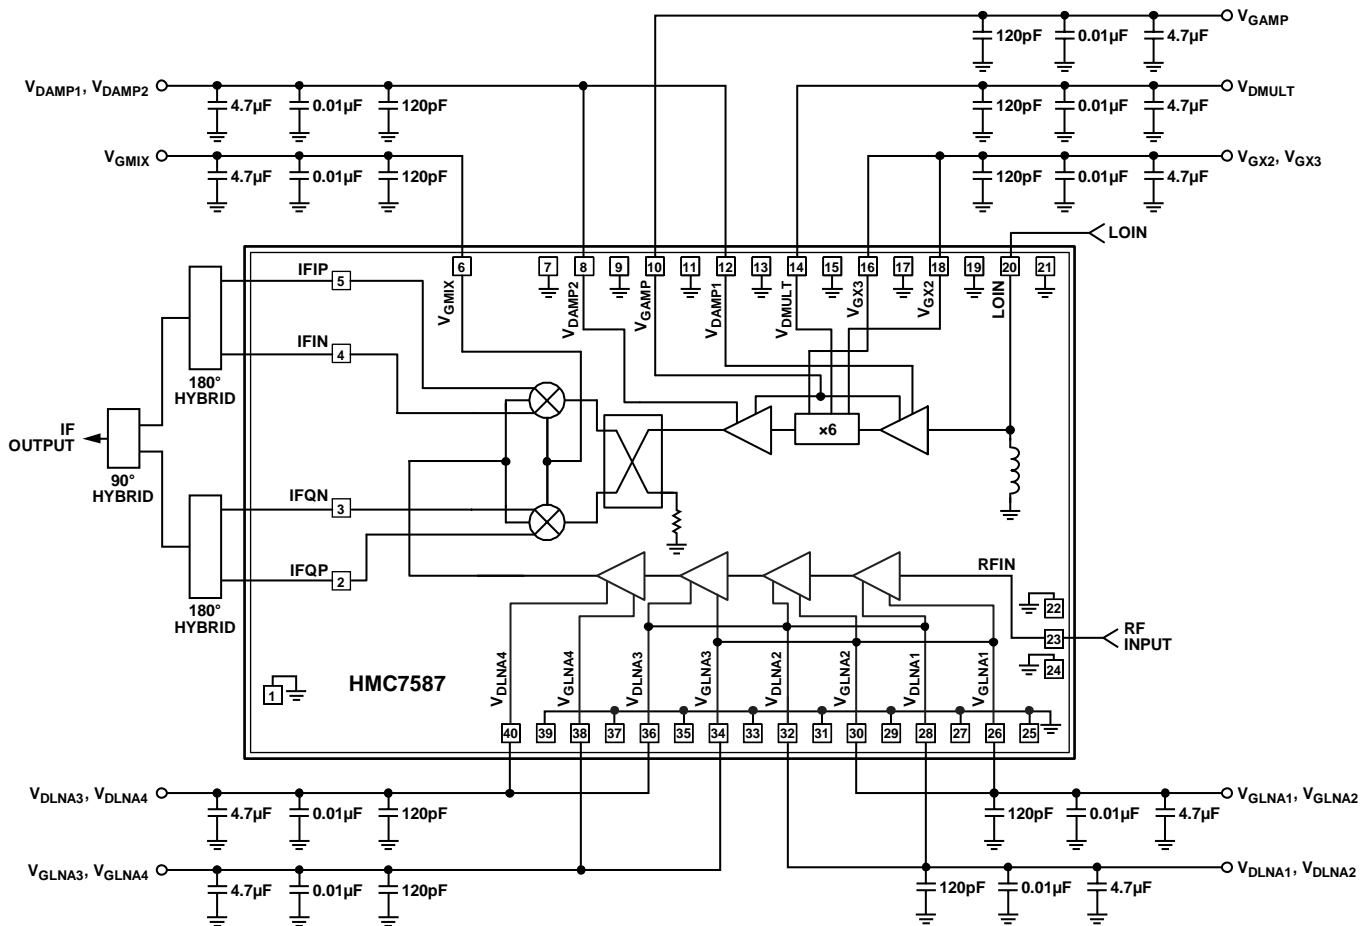 VGAMP
120pF 0.01µF 4.7µF
VDAMP1, VDAMP2
4.7µF 0.01µF 120pF
VDMULT
120pF 0.01µF 4.7µF
VGMIX
4.7µF 0.01µF 120pF
VGX2, VGX3
120pF 0.01µF 4.7µF
LOIN
6 7 8 9 10 11 12 13 14 15 16 17 18 19 20 21
IFIP
5
VGMIX
VDAMP2
VGAMP
VDAMP1
VDMULT
VGX3
VGX2
LOIN
IFIN
4
180°
HYBRID
×6
IF
OUTPUT
90°
HYBRID
IFQN
3
IFQP
2
180°
HYBRID
RFIN
22
23
RF
INPUT
24
1
HMC7587
VDLNA4
VGLNA4
VDLNA3
VGLNA3
VDLNA2
VGLNA2
VDLNA1
VGLNA1
40 39 38 37 36 35 34 33 32 31 30 29 28 27 26 25
VDLNA3, VDLNA4
4.7µF 0.01µF 120pF
VGLNA1, VGLNA2
120pF 0.01µF 4.7µF
VGLNA3, VGLNA4
4.7µF 0.01µF 120pF
VDLNA1, VDLNA2
120pF 0.01µF 4.7µF